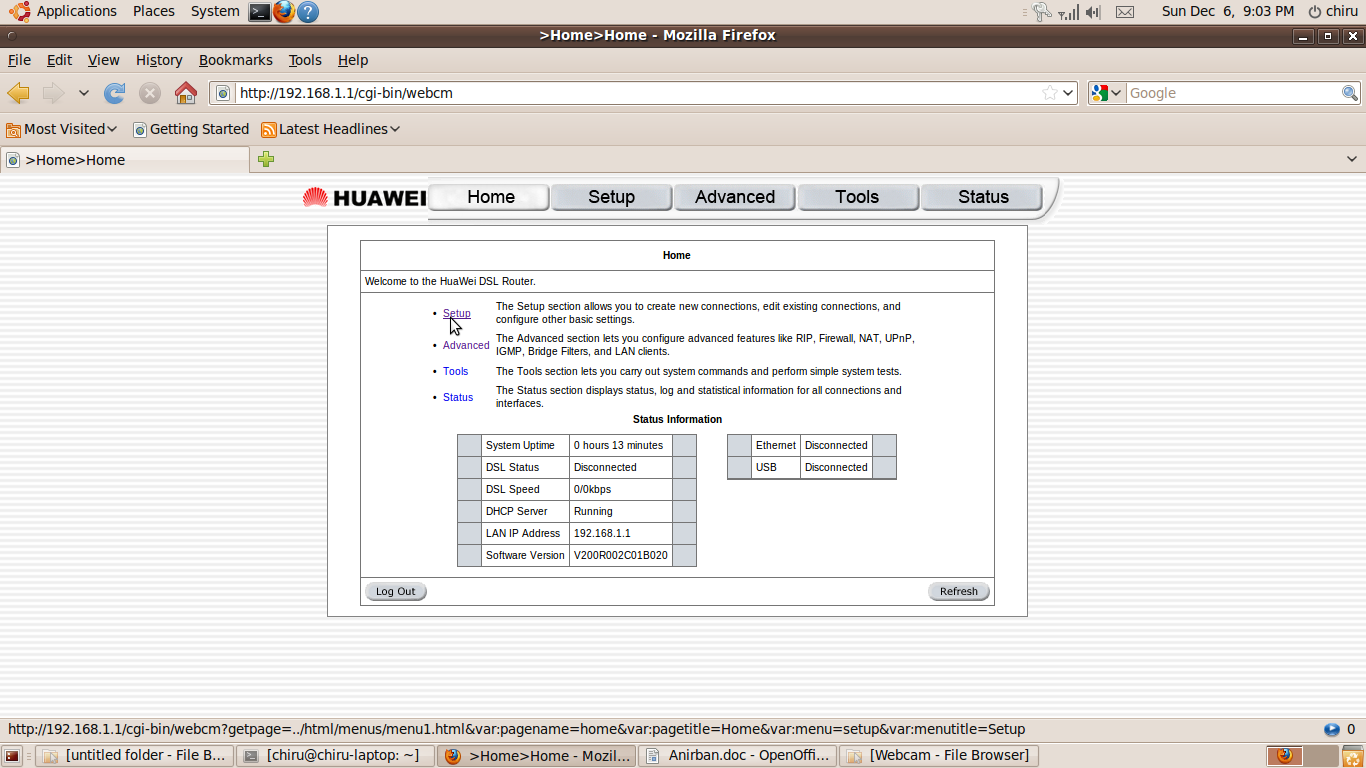 Applications Places System Sun Dec 6, 9:03 PM chiru
>Home>Home - Mozilla Firefox
File Edit View History Bookmarks Tools Help
http://192.168.1.1/cgi-bin/webcm Google
Most Visited Getting Started Latest Headlines
>Home>Home
HUAWEI Home Setup Advanced Tools Status
Home
Welcome to the HuaWei DSL Router.
• Setup The Setup section allows you to create new connections, edit existing connections, and
configure other basic settings.
• Advanced The Advanced section lets you configure advanced features like RIP, Firewall, NAT, UPnP,
IGMP, Bridge Filters, and LAN clients.
• Tools The Tools section lets you carry out system commands and perform simple system tests.
• Status The Status section displays status, log and statistical information for all connections and
interfaces.
Status Information
System Uptime 0 hours 13 minutes Ethernet Disconnected
DSL Status Disconnected USB Disconnected
DSL Speed 0/0kbps
DHCP Server Running
LAN IP Address 192.168.1.1
Software Version V200R002C01B020
Log Out Refresh
http://192.168.1.1/cgi-bin/webcm?getpage=../html/menus/menu1.html&var:pagename=home&var:pagetitle=Home&var:menu=setup&var:menutitle=Setup 0
[untitled folder - File B... [chiru@chiru-laptop: ~] >Home>Home - Mozil... Anirban.doc - OpenOffi... [Webcam - File Browser]